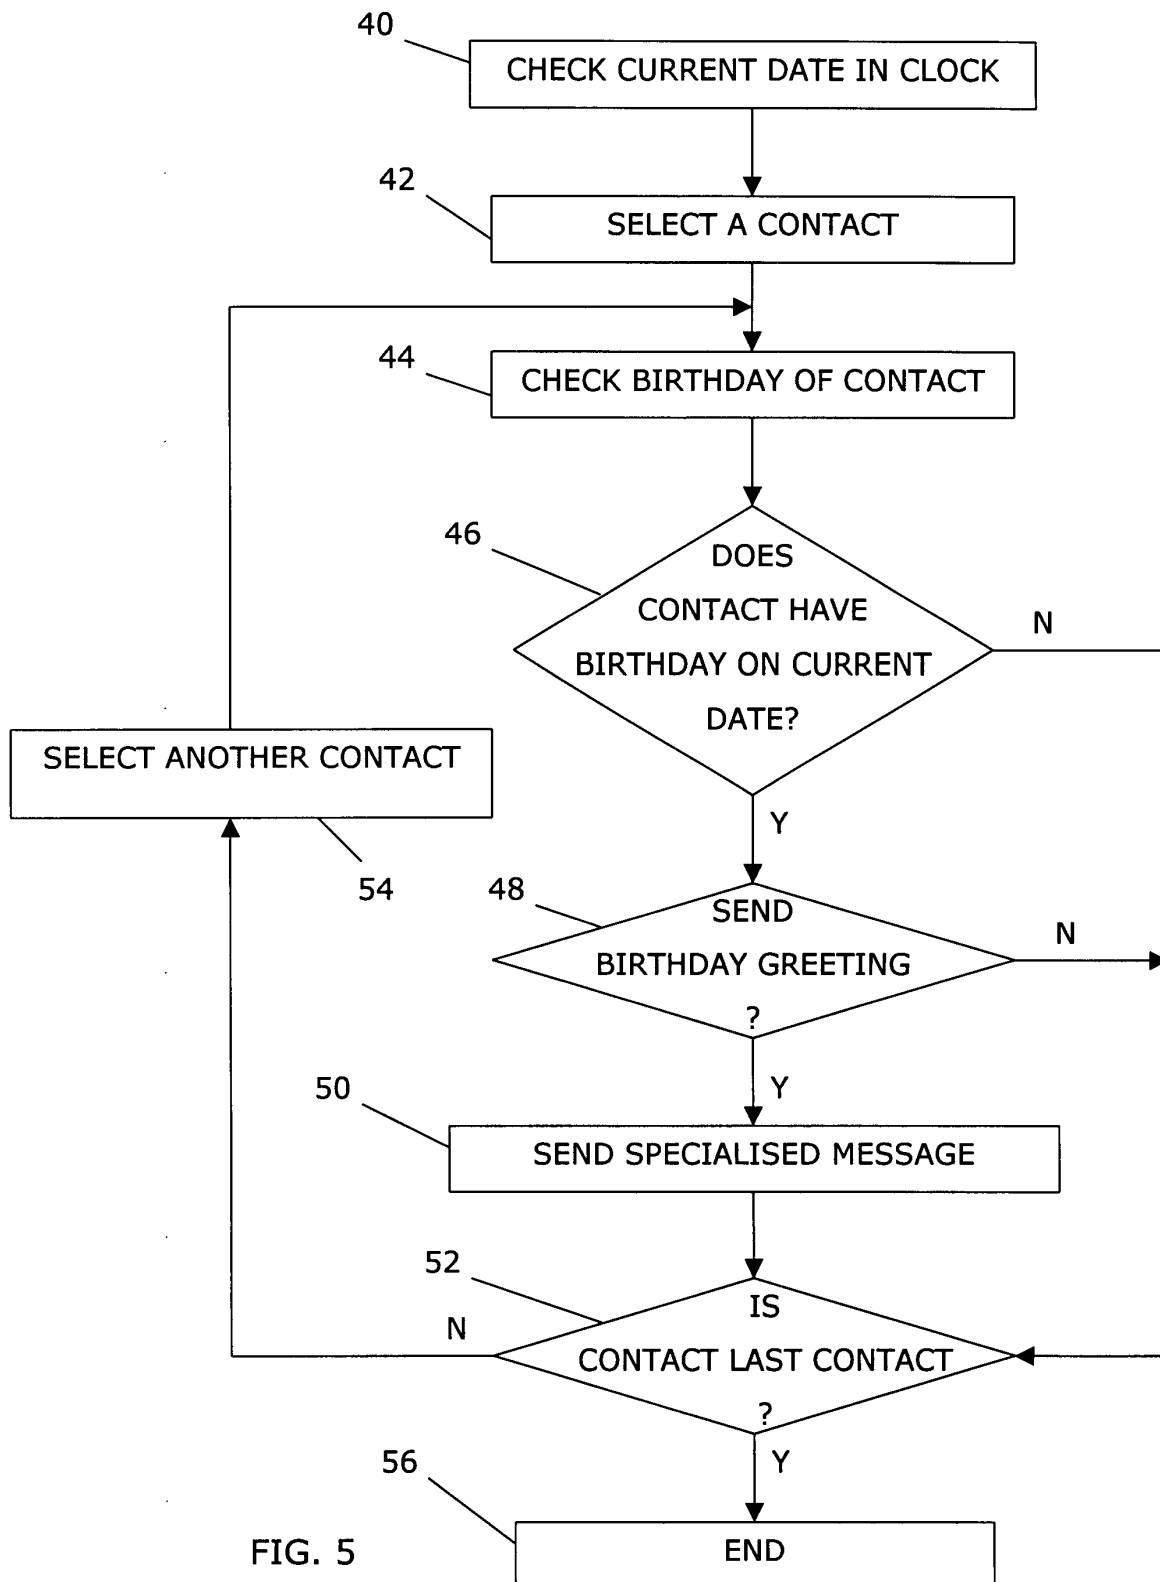 40
CHECK CURRENT DATE IN CLOCK
42
SELECT A CONTACT
44
CHECK BIRTHDAY OF CONTACT
46
DOES
CONTACT HAVE
BIRTHDAY ON CURRENT
DATE?
N
Y
SELECT ANOTHER CONTACT
54
48
SEND
BIRTHDAY GREETING
?
N
Y
50
SEND SPECIALISED MESSAGE
52
IS
CONTACT LAST CONTACT
?
N
Y
56
END
FIG. 5